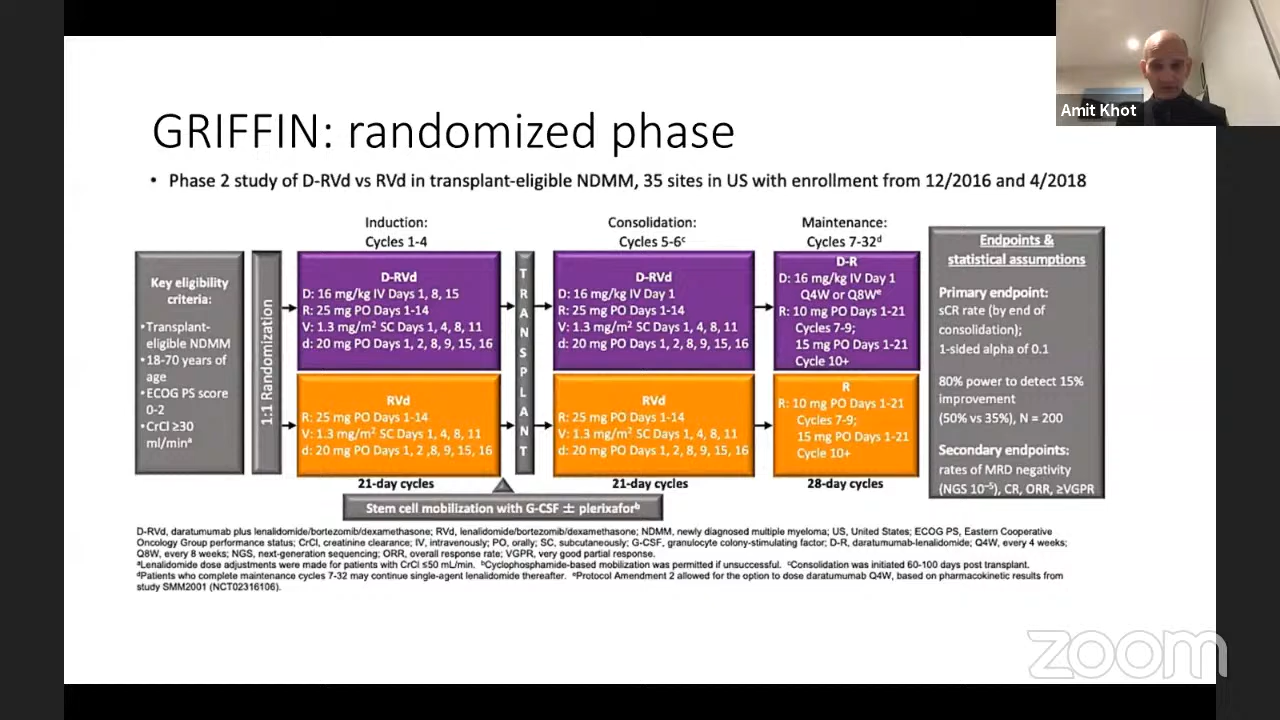 Amit Khot
GRIFFIN: randomized phase
• Phase 2 study of D-RVd vs RVd in transplant-eligible NDMM, 35 sites in US with enrollment from 12/2016 and 4/2018
Key eligibility
criteria:
•Transplant-
eligible NDMM
•18-70 years of
age
•ECOG PS score
0-2
•CrCl ≥30
ml/minᵃ
1:1 Randomization
Induction:
Cycles 1-4
D-RVd
D: 16 mg/kg IV Days 1, 8, 15
R: 25 mg PO Days 1-14
V: 1.3 mg/m² SC Days 1, 4, 8, 11
d: 20 mg PO Days 1, 2, 8, 9, 15, 16
RVd
R: 25 mg PO Days 1-14
V: 1.3 mg/m² SC Days 1, 4, 8, 11
d: 20 mg PO Days 1, 2 ,8, 9, 15, 16
21-day cycles
TRANSPLANT
Stem cell mobilization with G-CSF ± plerixaforᵇ
Consolidation:
Cycles 5-6ᶜ
D-RVd
D: 16 mg/kg IV Day 1
R: 25 mg PO Days 1-14
V: 1.3 mg/m² SC Days 1, 4, 8, 11
d: 20 mg PO Days 1, 2, 8, 9, 15, 16
RVd
R: 25 mg PO Days 1-14
V: 1.3 mg/m² SC Days 1, 4, 8, 11
d: 20 mg PO Days 1, 2, 8, 9, 15, 16
21-day cycles
Maintenance:
Cycles 7-32ᵈ
D-R
D: 16 mg/kg IV Day 1
Q4W or Q8Wᵉ
R: 10 mg PO Days 1-21
Cycles 7-9;
15 mg PO Days 1-21
Cycle 10+
R
R: 10 mg PO Days 1-21
Cycles 7-9;
15 mg PO Days 1-21
Cycle 10+
28-day cycles
Endpoints &
statistical assumptions
Primary endpoint:
sCR rate (by end of
consolidation);
1-sided alpha of 0.1
80% power to detect 15%
improvement
(50% vs 35%), N = 200
Secondary endpoints:
rates of MRD negativity
(NGS 10⁻⁵), CR, ORR, ≥VGPR
D-RVd, daratumumab plus lenalidomide/bortezomib/dexamethasone; RVd, lenalidomide/bortezomib/dexamethasone; NDMM, newly diagnosed multiple myeloma; US, United States; ECOG PS, Eastern Cooperative
Oncology Group performance status; CrCl, creatinine clearance; IV, intravenously; PO, orally; SC, subcutaneously; G-CSF, granulocyte colony-stimulating factor; D-R, daratumumab-lenalidomide; Q4W, every 4 weeks;
Q8W, every 8 weeks; NGS, next-generation sequencing; ORR, overall response rate; VGPR, very good partial response.
ᵃLenalidomide dose adjustments were made for patients with CrCl ≤50 mL/min. ᵇCyclophosphamide-based mobilization was permitted if unsuccessful. ᶜConsolidation was initiated 60-100 days post transplant.
ᵈPatients who complete maintenance cycles 7-32 may continue single-agent lenalidomide thereafter. ᵉProtocol Amendment 2 allowed for the option to dose daratumumab Q4W, based on pharmacokinetic results from
study SMM2001 (NCT02316106).
zoom